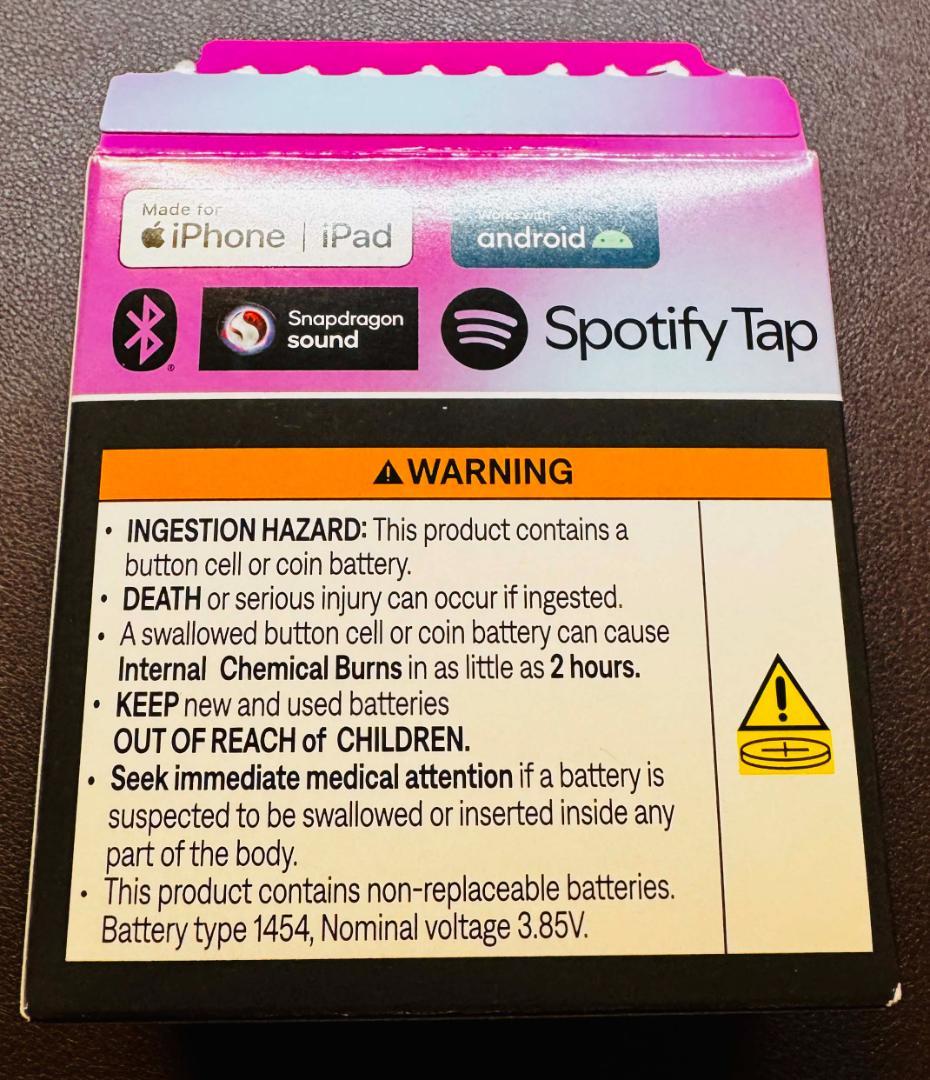 Made for
iPhone | iPad
Works with
android
Snapdragon
sound
Spotify Tap
WARNING
• INGESTION HAZARD: This product contains a
button cell or coin battery.
• DEATH or serious injury can occur if ingested.
• A swallowed button cell or coin battery can cause
Internal Chemical Burns in as little as 2 hours.
• KEEP new and used batteries
OUT OF REACH of CHILDREN.
• Seek immediate medical attention if a battery is
suspected to be swallowed or inserted inside any
part of the body.
• This product contains non-replaceable batteries.
Battery type 1454, Nominal voltage 3.85V.